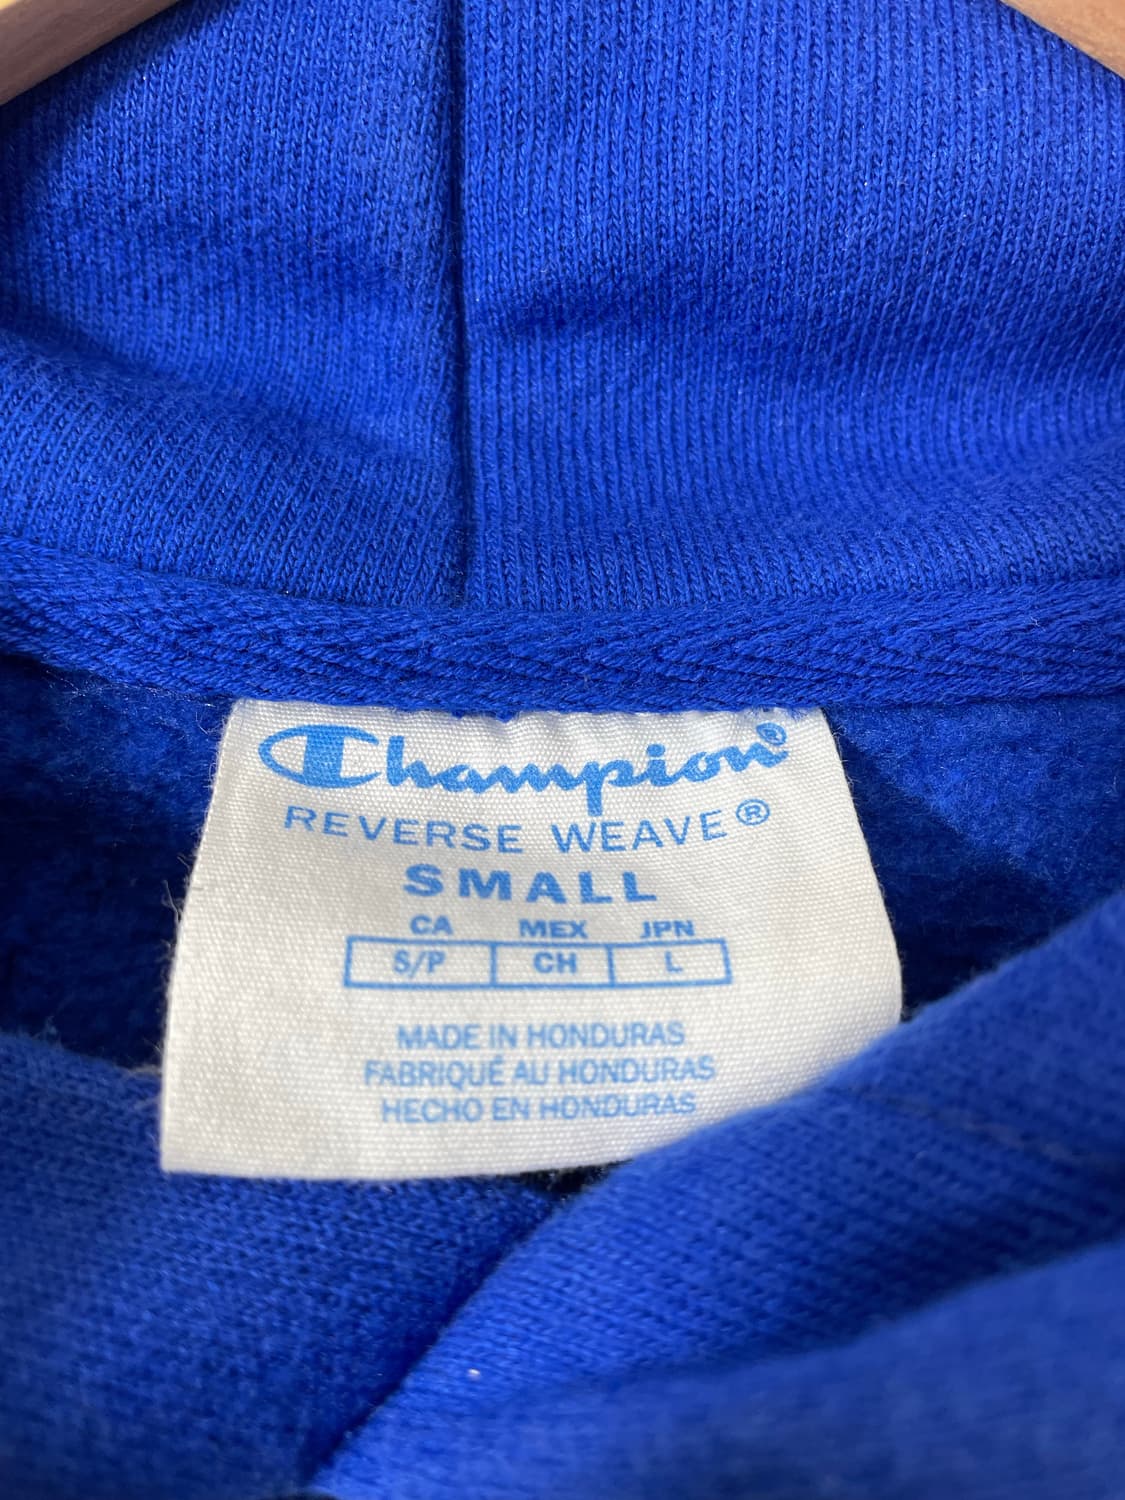 Champion®
REVERSE WEAVE®
SMALL
CA MEX JPN
S/P CH L
MADE IN HONDURAS
FABRIQUÉ AU HONDURAS
HECHO EN HONDURAS